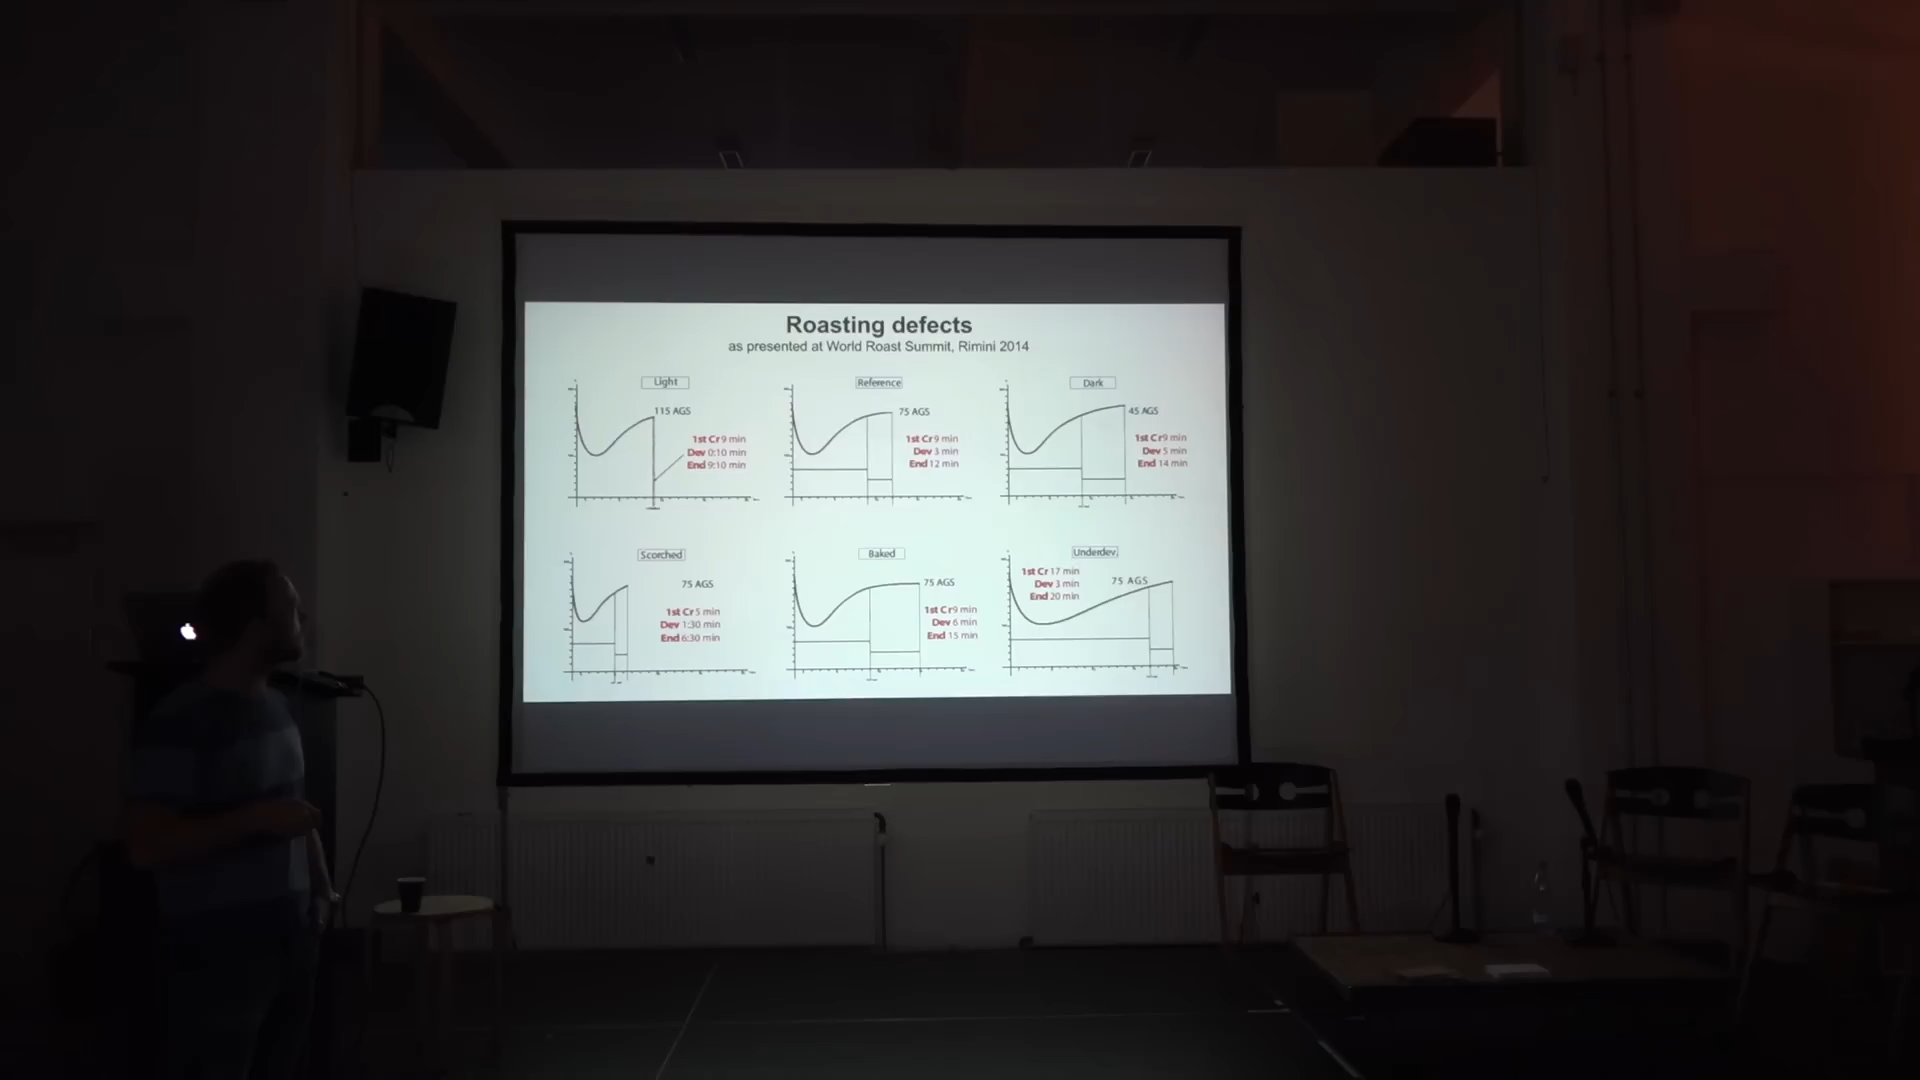 Roasting defects
as presented at World Roast Summit, Rimini 2014
Light
115 AGS
1st Cr 9 min
Dev 0:10 min
End 9:10 min
Reference
75 AGS
1st Cr 9 min
Dev 3 min
End 12 min
Dark
45 AGS
1st Cr 9 min
Dev 5 min
End 14 min
Scorched
75 AGS
1st Cr 5 min
Dev 1:30 min
End 6:30 min
Baked
75 AGS
1st Cr 9 min
Dev 6 min
End 15 min
Underdev.
1st Cr 17 min
Dev 3 min
End 20 min
75 AGS